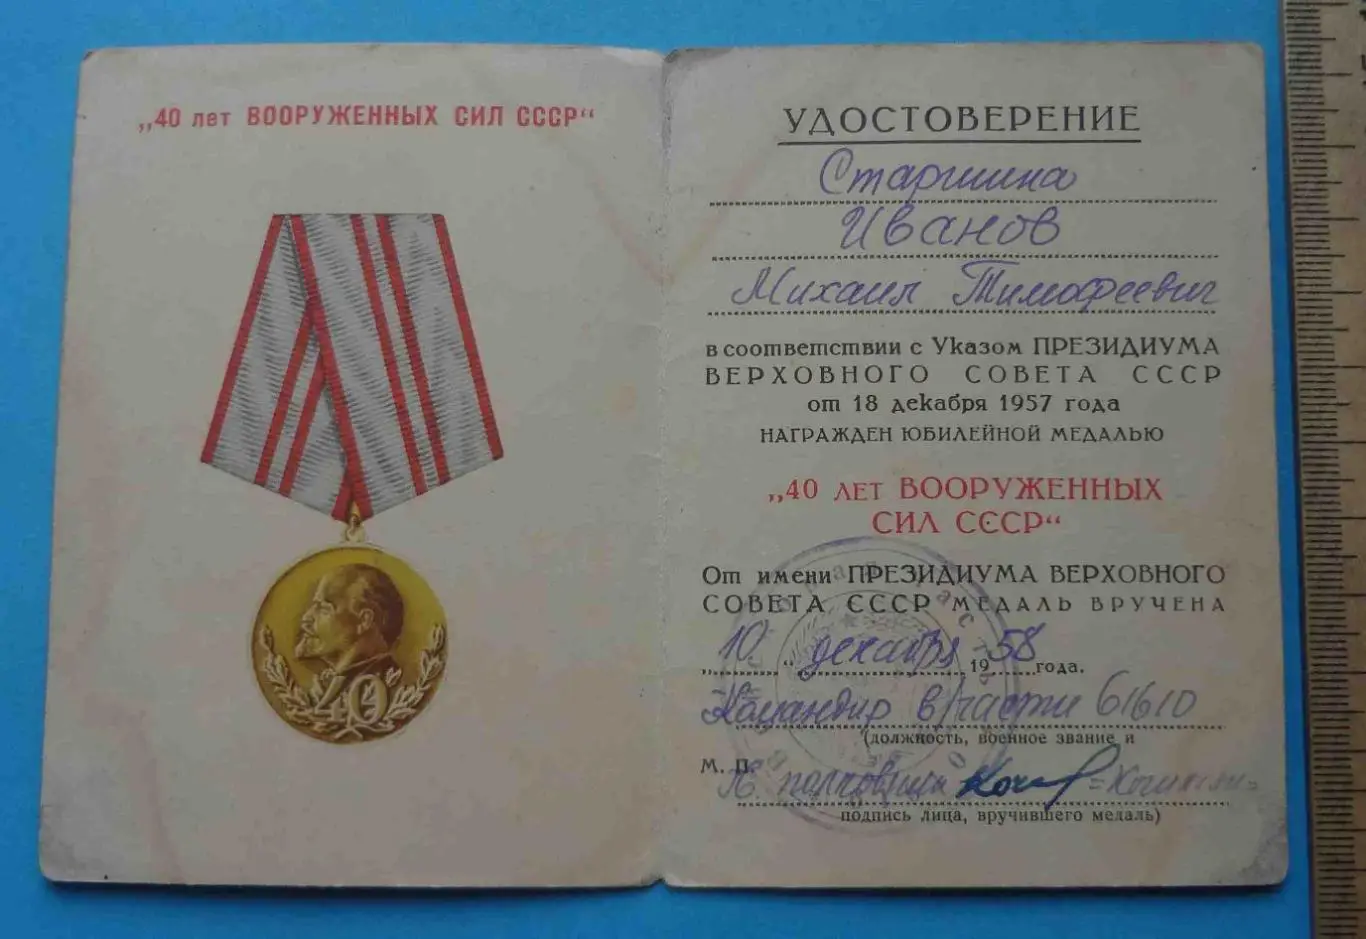 „40 лет ВООРУЖЕННЫХ СИЛ СССР“
40
УДОСТОВЕРЕНИЕ
Старшина
Иванов
Михаил Тимофеевич
в соответствии с Указом ПРЕЗИДИУМА
ВЕРХОВНОГО СОВЕТА СССР
от 18 декабря 1957 года
НАГРАЖДЕН ЮБИЛЕЙНОЙ МЕДАЛЬЮ
„40 ЛЕТ ВООРУЖЕННЫХ
СИЛ СССР“
От имени ПРЕЗИДИУМА ВЕРХОВНОГО
СОВЕТА СССР МЕДАЛЬ ВРУЧЕНА
„10“ декабря 1958 года.
Командир в/части 61610
(должность, военное звание и
М. П.
п. полковник
подпись лица, вручившего медаль)